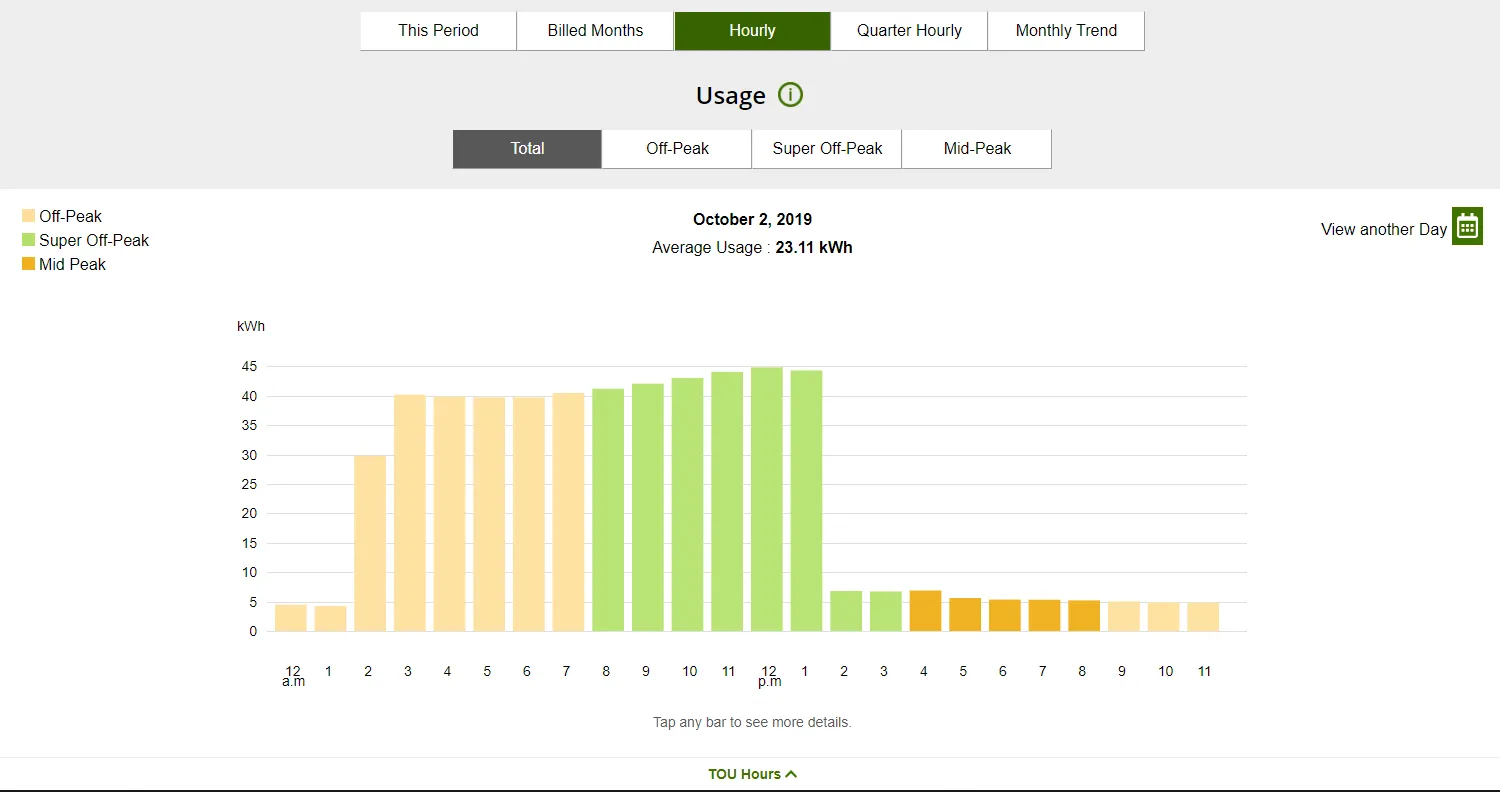 This Period Billed Months Hourly Quarter Hourly Monthly Trend
Usage i
Total Off-Peak Super Off-Peak Mid-Peak
Off-Peak
Super Off-Peak
Mid Peak
October 2, 2019
Average Usage : 23.11 kWh
View another Day
kWh
45
40
35
30
25
20
15
10
5
0
12 1 2 3 4 5 6 7 8 9 10 11 12 1 2 3 4 5 6 7 8 9 10 11
a.m p.m
Tap any bar to see more details.
TOU Hours